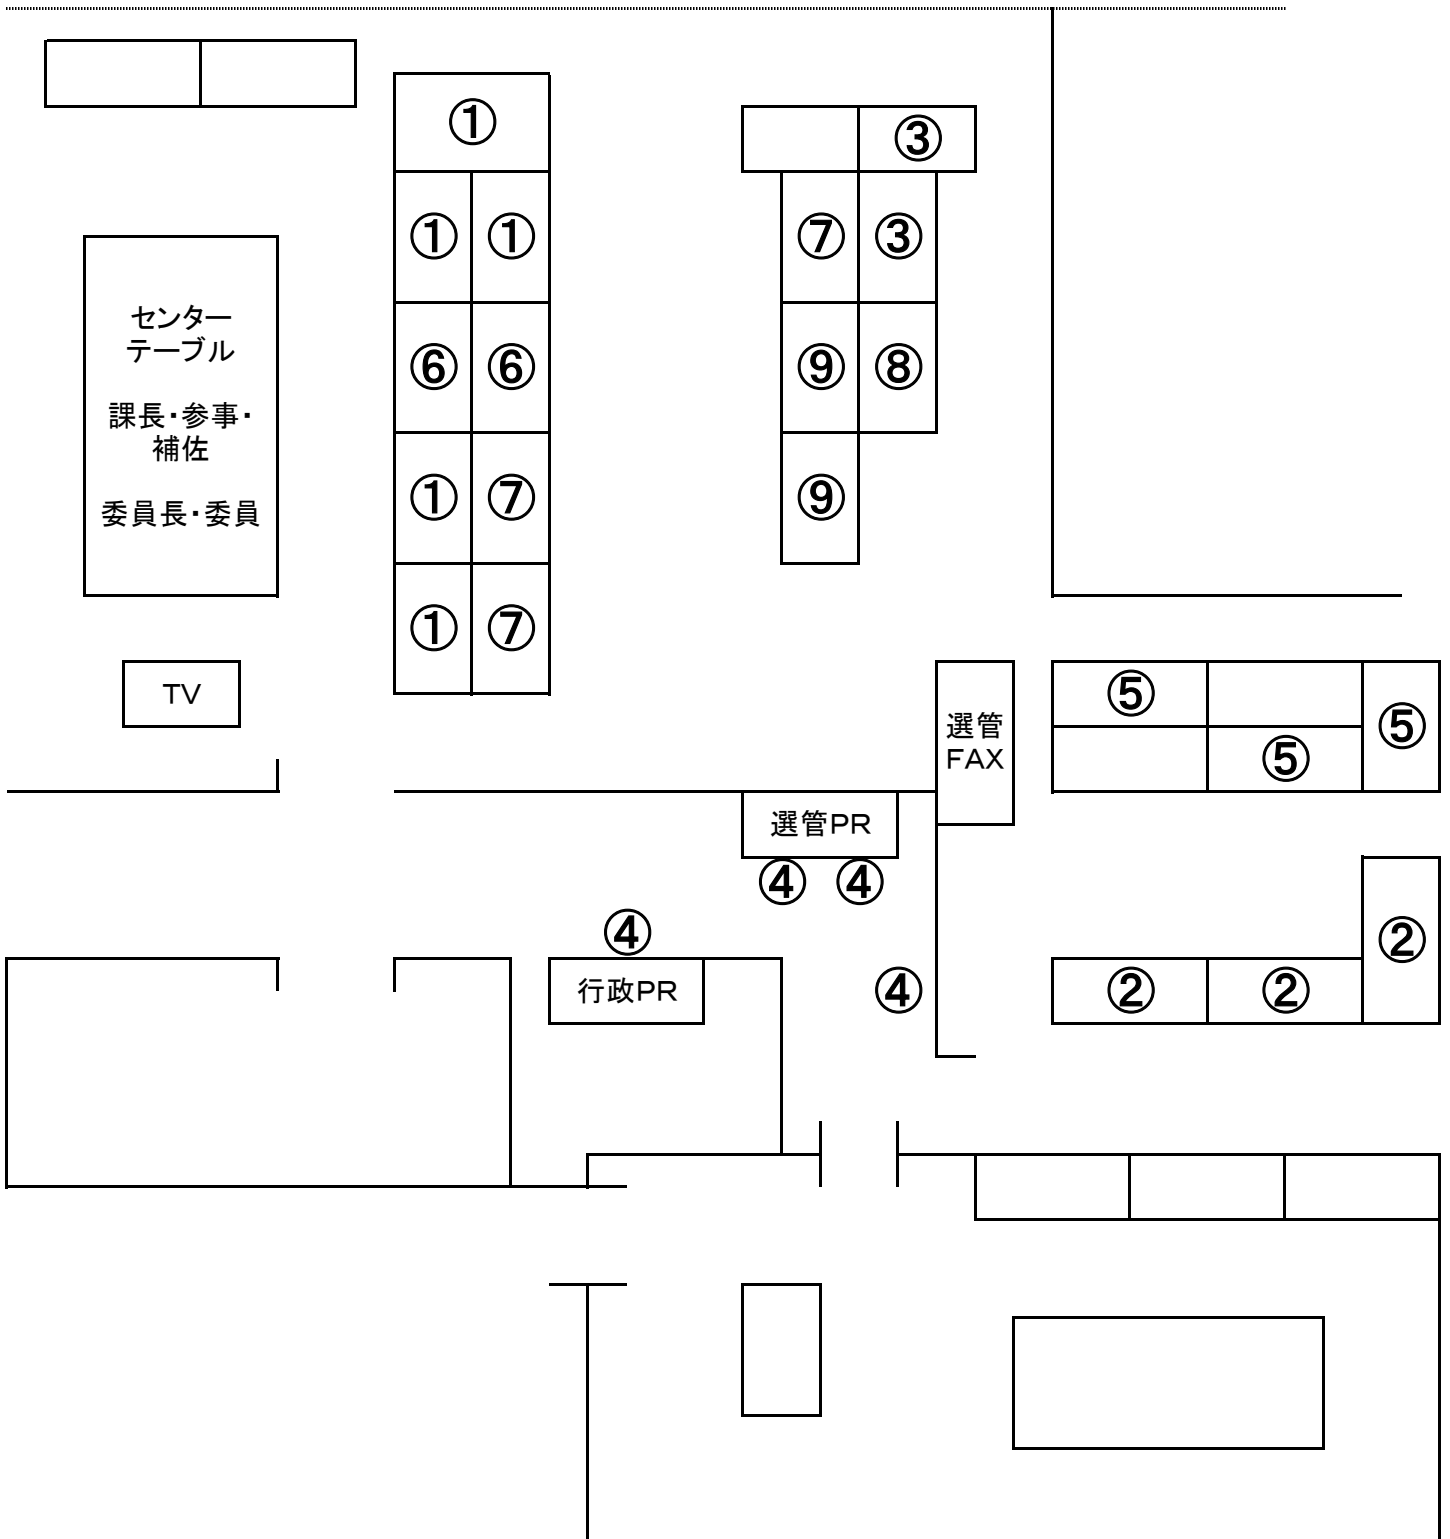 ①
③
① ①
⑦ ③
センター
テーブル
課長・参事・
補佐
委員長・委員
⑥ ⑥
⑨ ⑧
① ⑦
⑨
① ⑦
TV
選管
FAX
⑤
⑤
⑤
選管PR
④ ④
④
行政PR
④
②
② ②